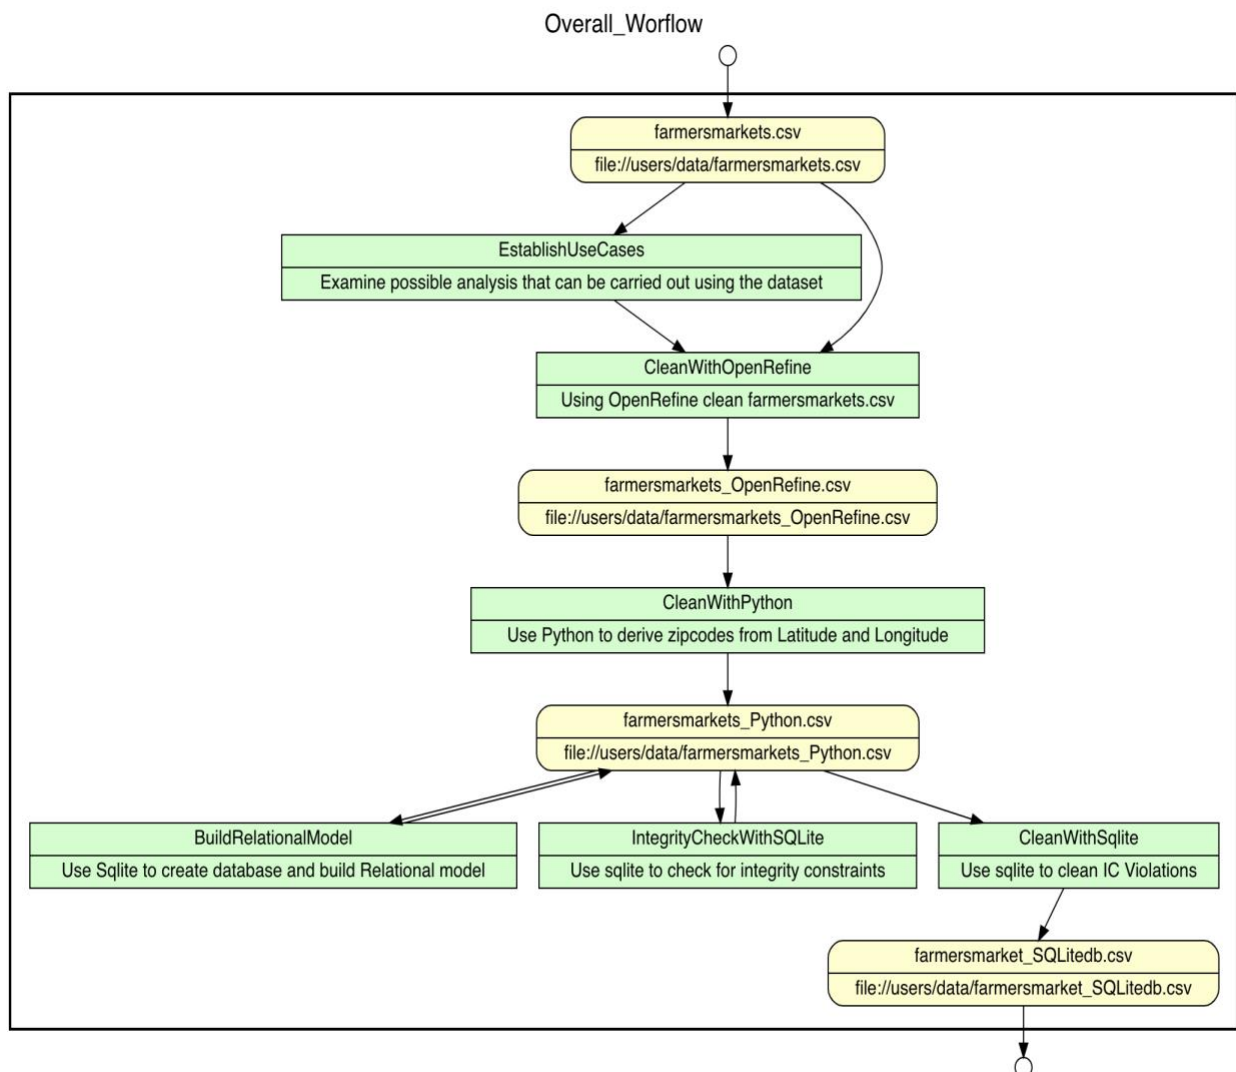 Overall_Worflow
farmersmarkets.csv
file://users/data/farmersmarkets.csv
EstablishUseCases
Examine possible analysis that can be carried out using the dataset
CleanWithOpenRefine
Using OpenRefine clean farmersmarkets.csv
farmersmarkets_OpenRefine.csv
file://users/data/farmersmarkets_OpenRefine.csv
CleanWithPython
Use Python to derive zipcodes from Latitude and Longitude
farmersmarkets_Python.csv
file://users/data/farmersmarkets_Python.csv
BuildRelationalModel
Use Sqlite to create database and build Relational model
IntegrityCheckWithSQLite
Use sqlite to check for integrity constraints
CleanWithSqlite
Use sqlite to clean IC Violations
farmersmarket_SQLitedb.csv
file://users/data/farmersmarket_SQLitedb.csv